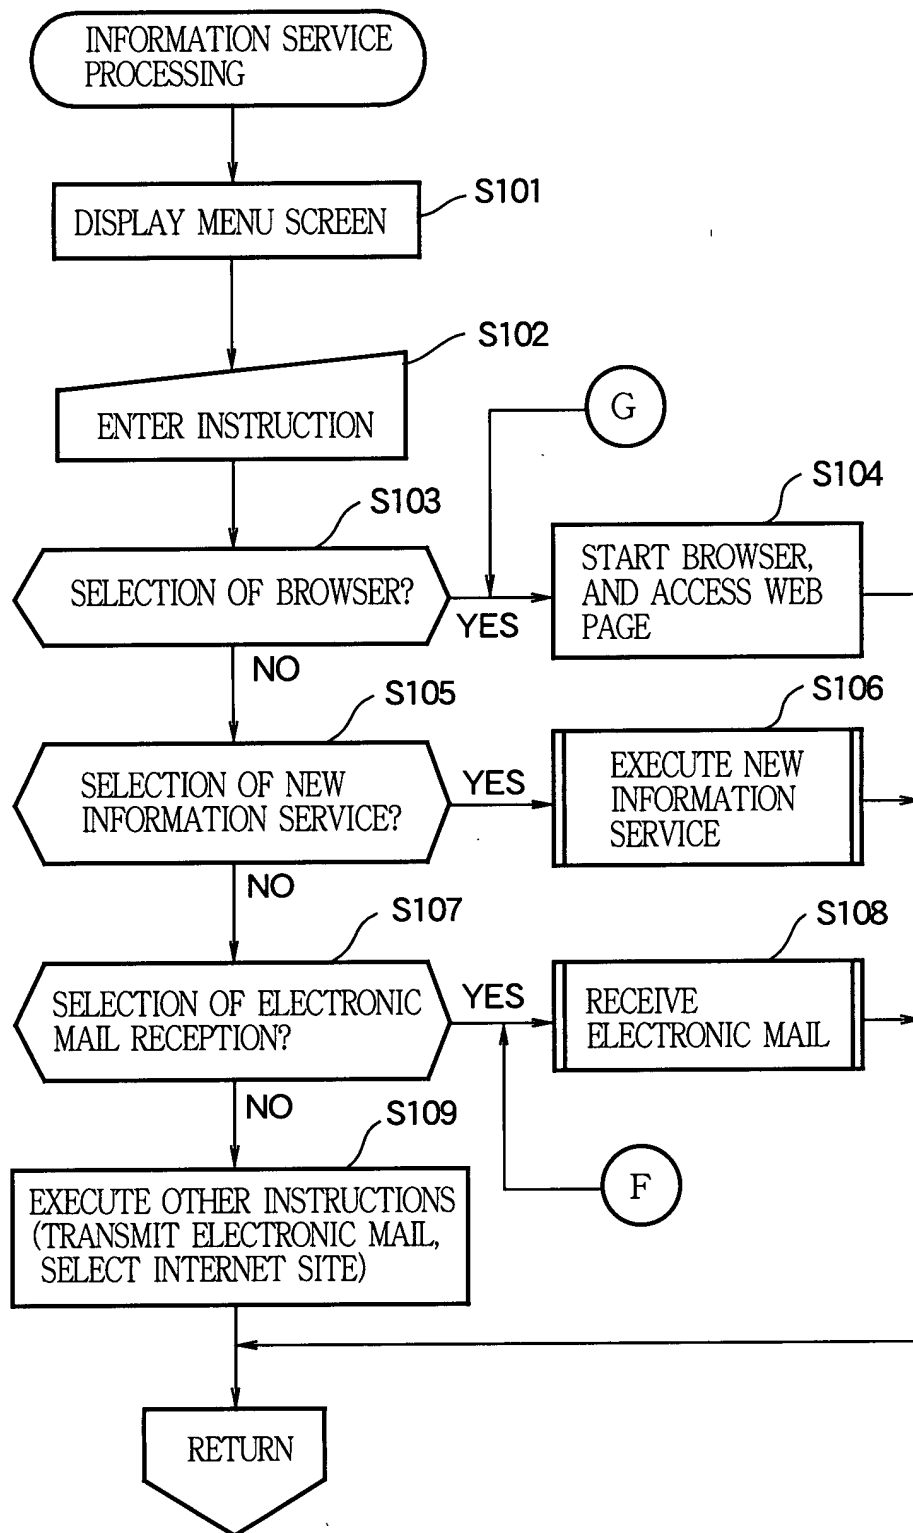 INFORMATION SERVICE
PROCESSING
S101
DISPLAY MENU SCREEN
S102
ENTER INSTRUCTION
G
S103
SELECTION OF BROWSER?
YES
NO
S104
START BROWSER,
AND ACCESS WEB
PAGE
S105
SELECTION OF NEW
INFORMATION SERVICE?
YES
NO
S106
EXECUTE NEW
INFORMATION
SERVICE
S107
SELECTION OF ELECTRONIC
MAIL RECEPTION?
YES
NO
S108
RECEIVE
ELECTRONIC MAIL
F
S109
EXECUTE OTHER INSTRUCTIONS
(TRANSMIT ELECTRONIC MAIL,
SELECT INTERNET SITE)
RETURN